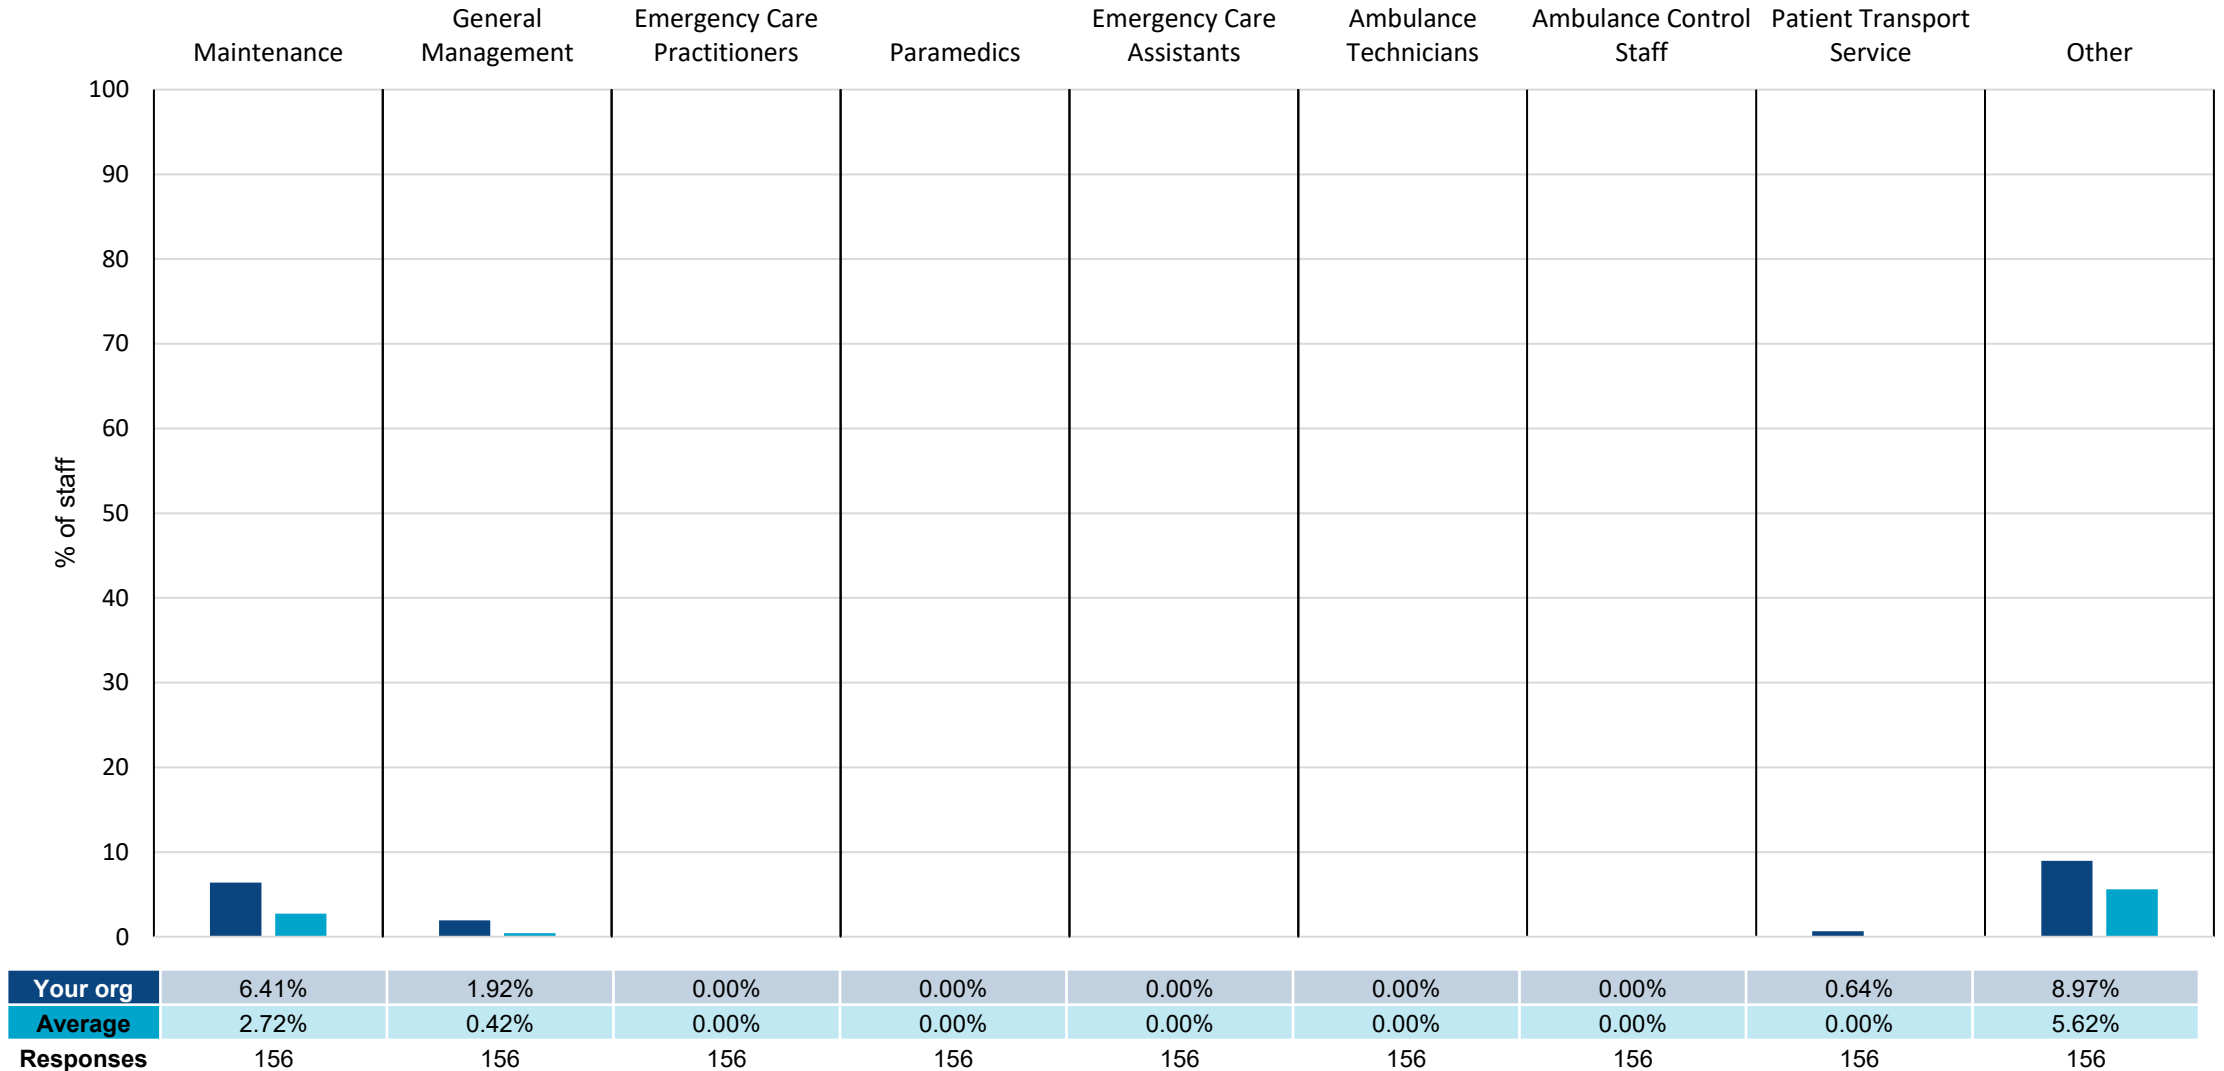 Maintenance
General
Management
Emergency Care
Practitioners
Paramedics
Emergency Care
Assistants
Ambulance
Technicians
Ambulance Control
Staff
Patient Transport
Service
Other
% of staff
100
90
80
70
60
50
40
30
20
10
0
Your org 6.41% 1.92% 0.00% 0.00% 0.00% 0.00% 0.00% 0.64% 8.97%
Average 2.72% 0.42% 0.00% 0.00% 0.00% 0.00% 0.00% 0.00% 5.62%
Responses 156 156 156 156 156 156 156 156 156